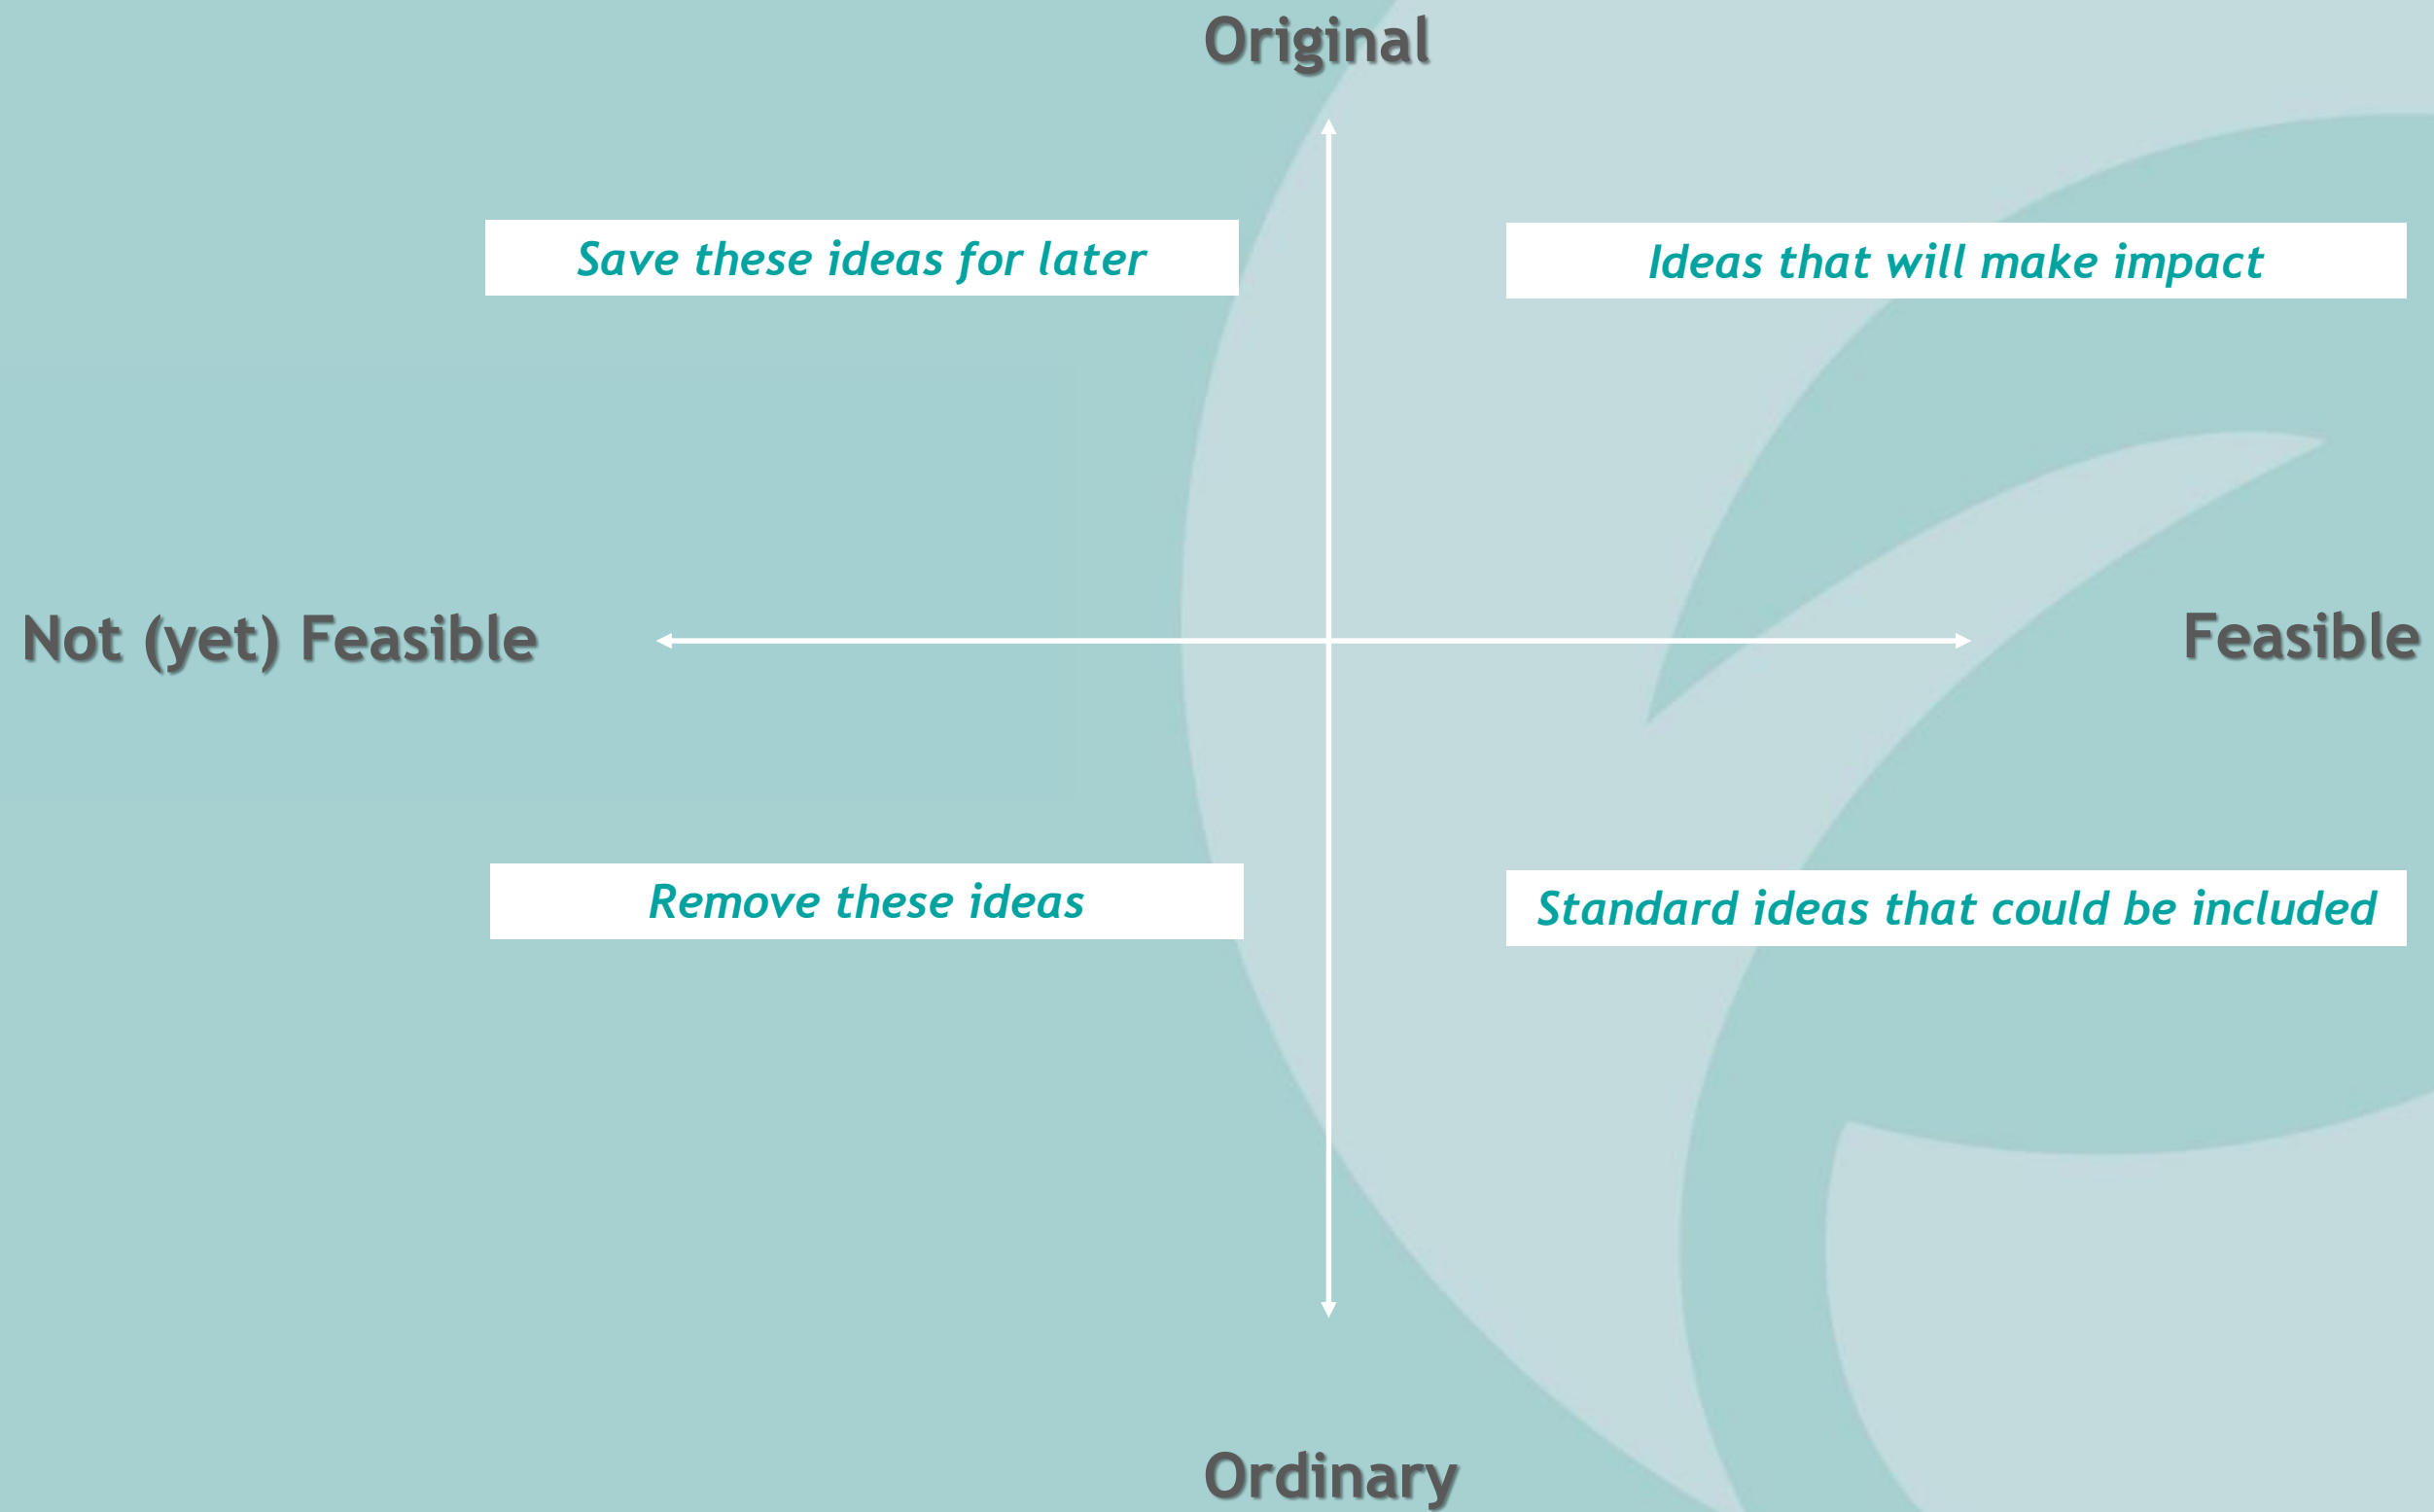 Original
Save these ideas for later
Ideas that will make impact
Not (yet) Feasible
Feasible
Remove these ideas
Standard ideas that could be included
Ordinary